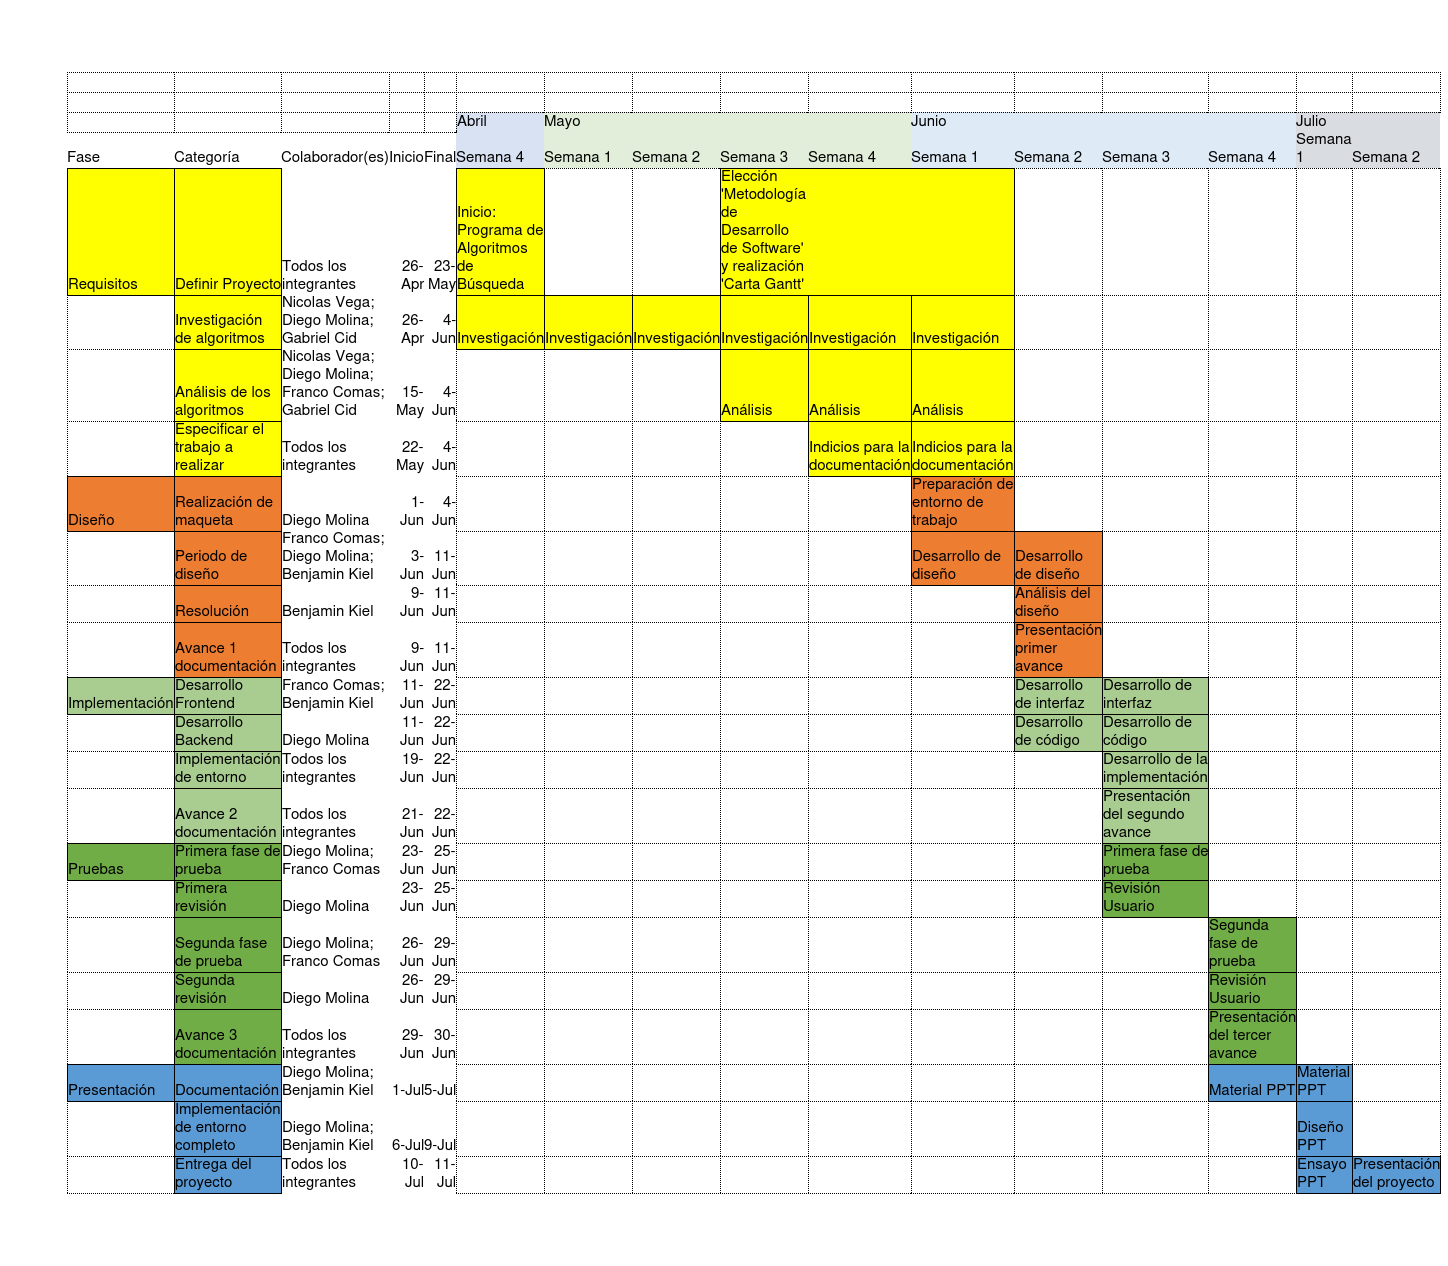 Abril Mayo Junio Julio
Fase Categoría Colaborador(es) Inicio Final Semana 4 Semana 1 Semana 2 Semana 3 Semana 4 Semana 1 Semana 2 Semana 3 Semana 4 Semana 1 Semana 2
Requisitos
Definir Proyecto
Todos los
integrantes
26-
Apr
23-
May
Inicio:
Programa de
Algoritmos
de
Búsqueda
Elección
'Metodología
de
Desarrollo
de Software'
y realización
'Carta Gantt'
Investigación
de algoritmos
Nicolas Vega;
Diego Molina;
Gabriel Cid
26-
Apr
4-
Jun
Investigación
Investigación
Investigación
Investigación
Investigación
Investigación
Análisis de los
algoritmos
Nicolas Vega;
Diego Molina;
Franco Comas;
Gabriel Cid
15-
May
4-
Jun
Análisis
Análisis
Análisis
Especificar el
trabajo a
realizar
Todos los
integrantes
22-
May
4-
Jun
Indicios para la
documentación
Indicios para la
documentación
Diseño
Realización de
maqueta
Diego Molina
1-
Jun
4-
Jun
Preparación de
entorno de
trabajo
Periodo de
diseño
Franco Comas;
Diego Molina;
Benjamin Kiel
3-
Jun
11-
Jun
Desarrollo de
diseño
Desarrollo
de diseño
Resolución
Benjamin Kiel
9-
Jun
11-
Jun
Análisis del
diseño
Avance 1
documentación
Todos los
integrantes
9-
Jun
11-
Jun
Presentación
primer
avance
Implementación
Desarrollo
Frontend
Franco Comas;
Benjamin Kiel
11-
Jun
22-
Jun
Desarrollo
de interfaz
Desarrollo de
interfaz
Desarrollo
Backend
Diego Molina
11-
Jun
22-
Jun
Desarrollo
de código
Desarrollo de
código
Implementación
de entorno
Todos los
integrantes
19-
Jun
22-
Jun
Desarrollo de la
implementación
Avance 2
documentación
Todos los
integrantes
21-
Jun
22-
Jun
Presentación
del segundo
avance
Pruebas
Primera fase de
prueba
Diego Molina;
Franco Comas
23-
Jun
25-
Jun
Primera fase de
prueba
Primera
revisión
Diego Molina
23-
Jun
25-
Jun
Revisión
Usuario
Segunda fase
de prueba
Diego Molina;
Franco Comas
26-
Jun
29-
Jun
Segunda
fase de
prueba
Segunda
revisión
Diego Molina
26-
Jun
29-
Jun
Revisión
Usuario
Avance 3
documentación
Todos los
integrantes
29-
Jun
30-
Jun
Presentación
del tercer
avance
Presentación
Documentación
Diego Molina;
Benjamin Kiel
1-Jul
5-Jul
Material PPT
Material
PPT
Implementación
de entorno
completo
Diego Molina;
Benjamin Kiel
6-Jul
9-Jul
Diseño
PPT
Entrega del
proyecto
Todos los
integrantes
10-
Jul
11-
Jul
Ensayo
PPT
Presentación
del proyecto